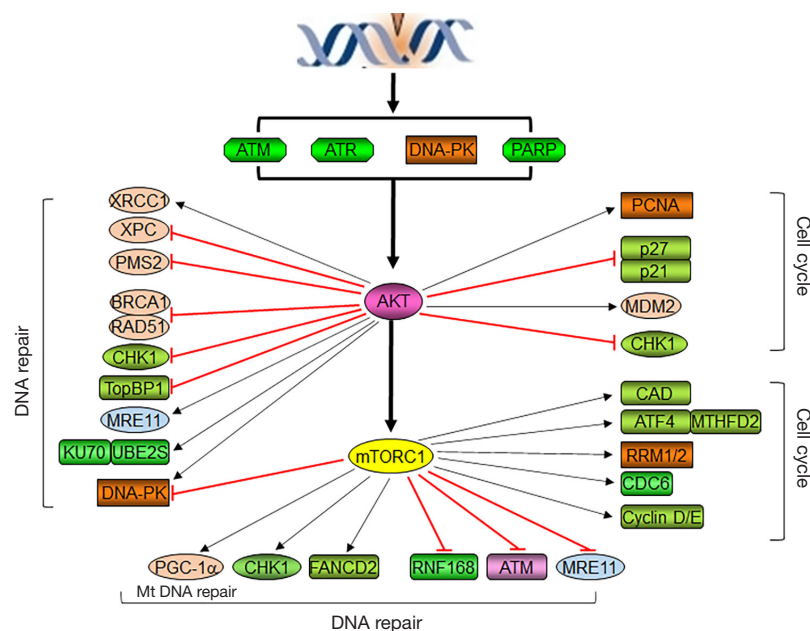 ATM ATR DNA-PK PARP
XRCC1
XPC
PMS2
BRCA1
RAD51
CHK1
TopBP1
MRE11
KU70 UBE2S
DNA-PK
DNA repair
AKT
PCNA
p27
p21
MDM2
CHK1
Cell cycle
mTORC1
CAD
ATF4 MTHFD2
RRM1/2
CDC6
Cyclin D/E
Cell cycle
PGC-1α CHK1 FANCD2 RNF168 ATM MRE11
Mt DNA repair
DNA repair